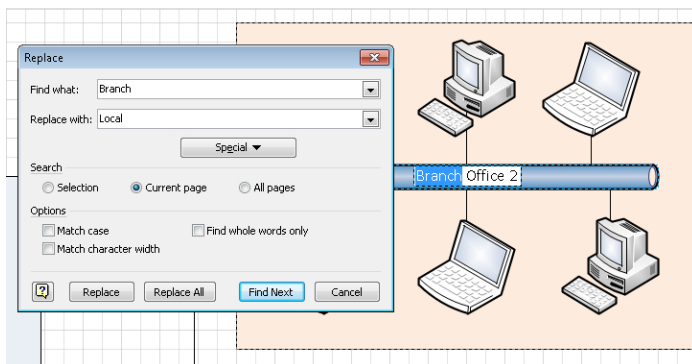 Replace
Find what: Branch
Replace with: Local
Special
Search
Selection Current page All pages
Options
Match case Find whole words only
Match character width
? Replace Replace All Find Next Cancel
Branch Office 2